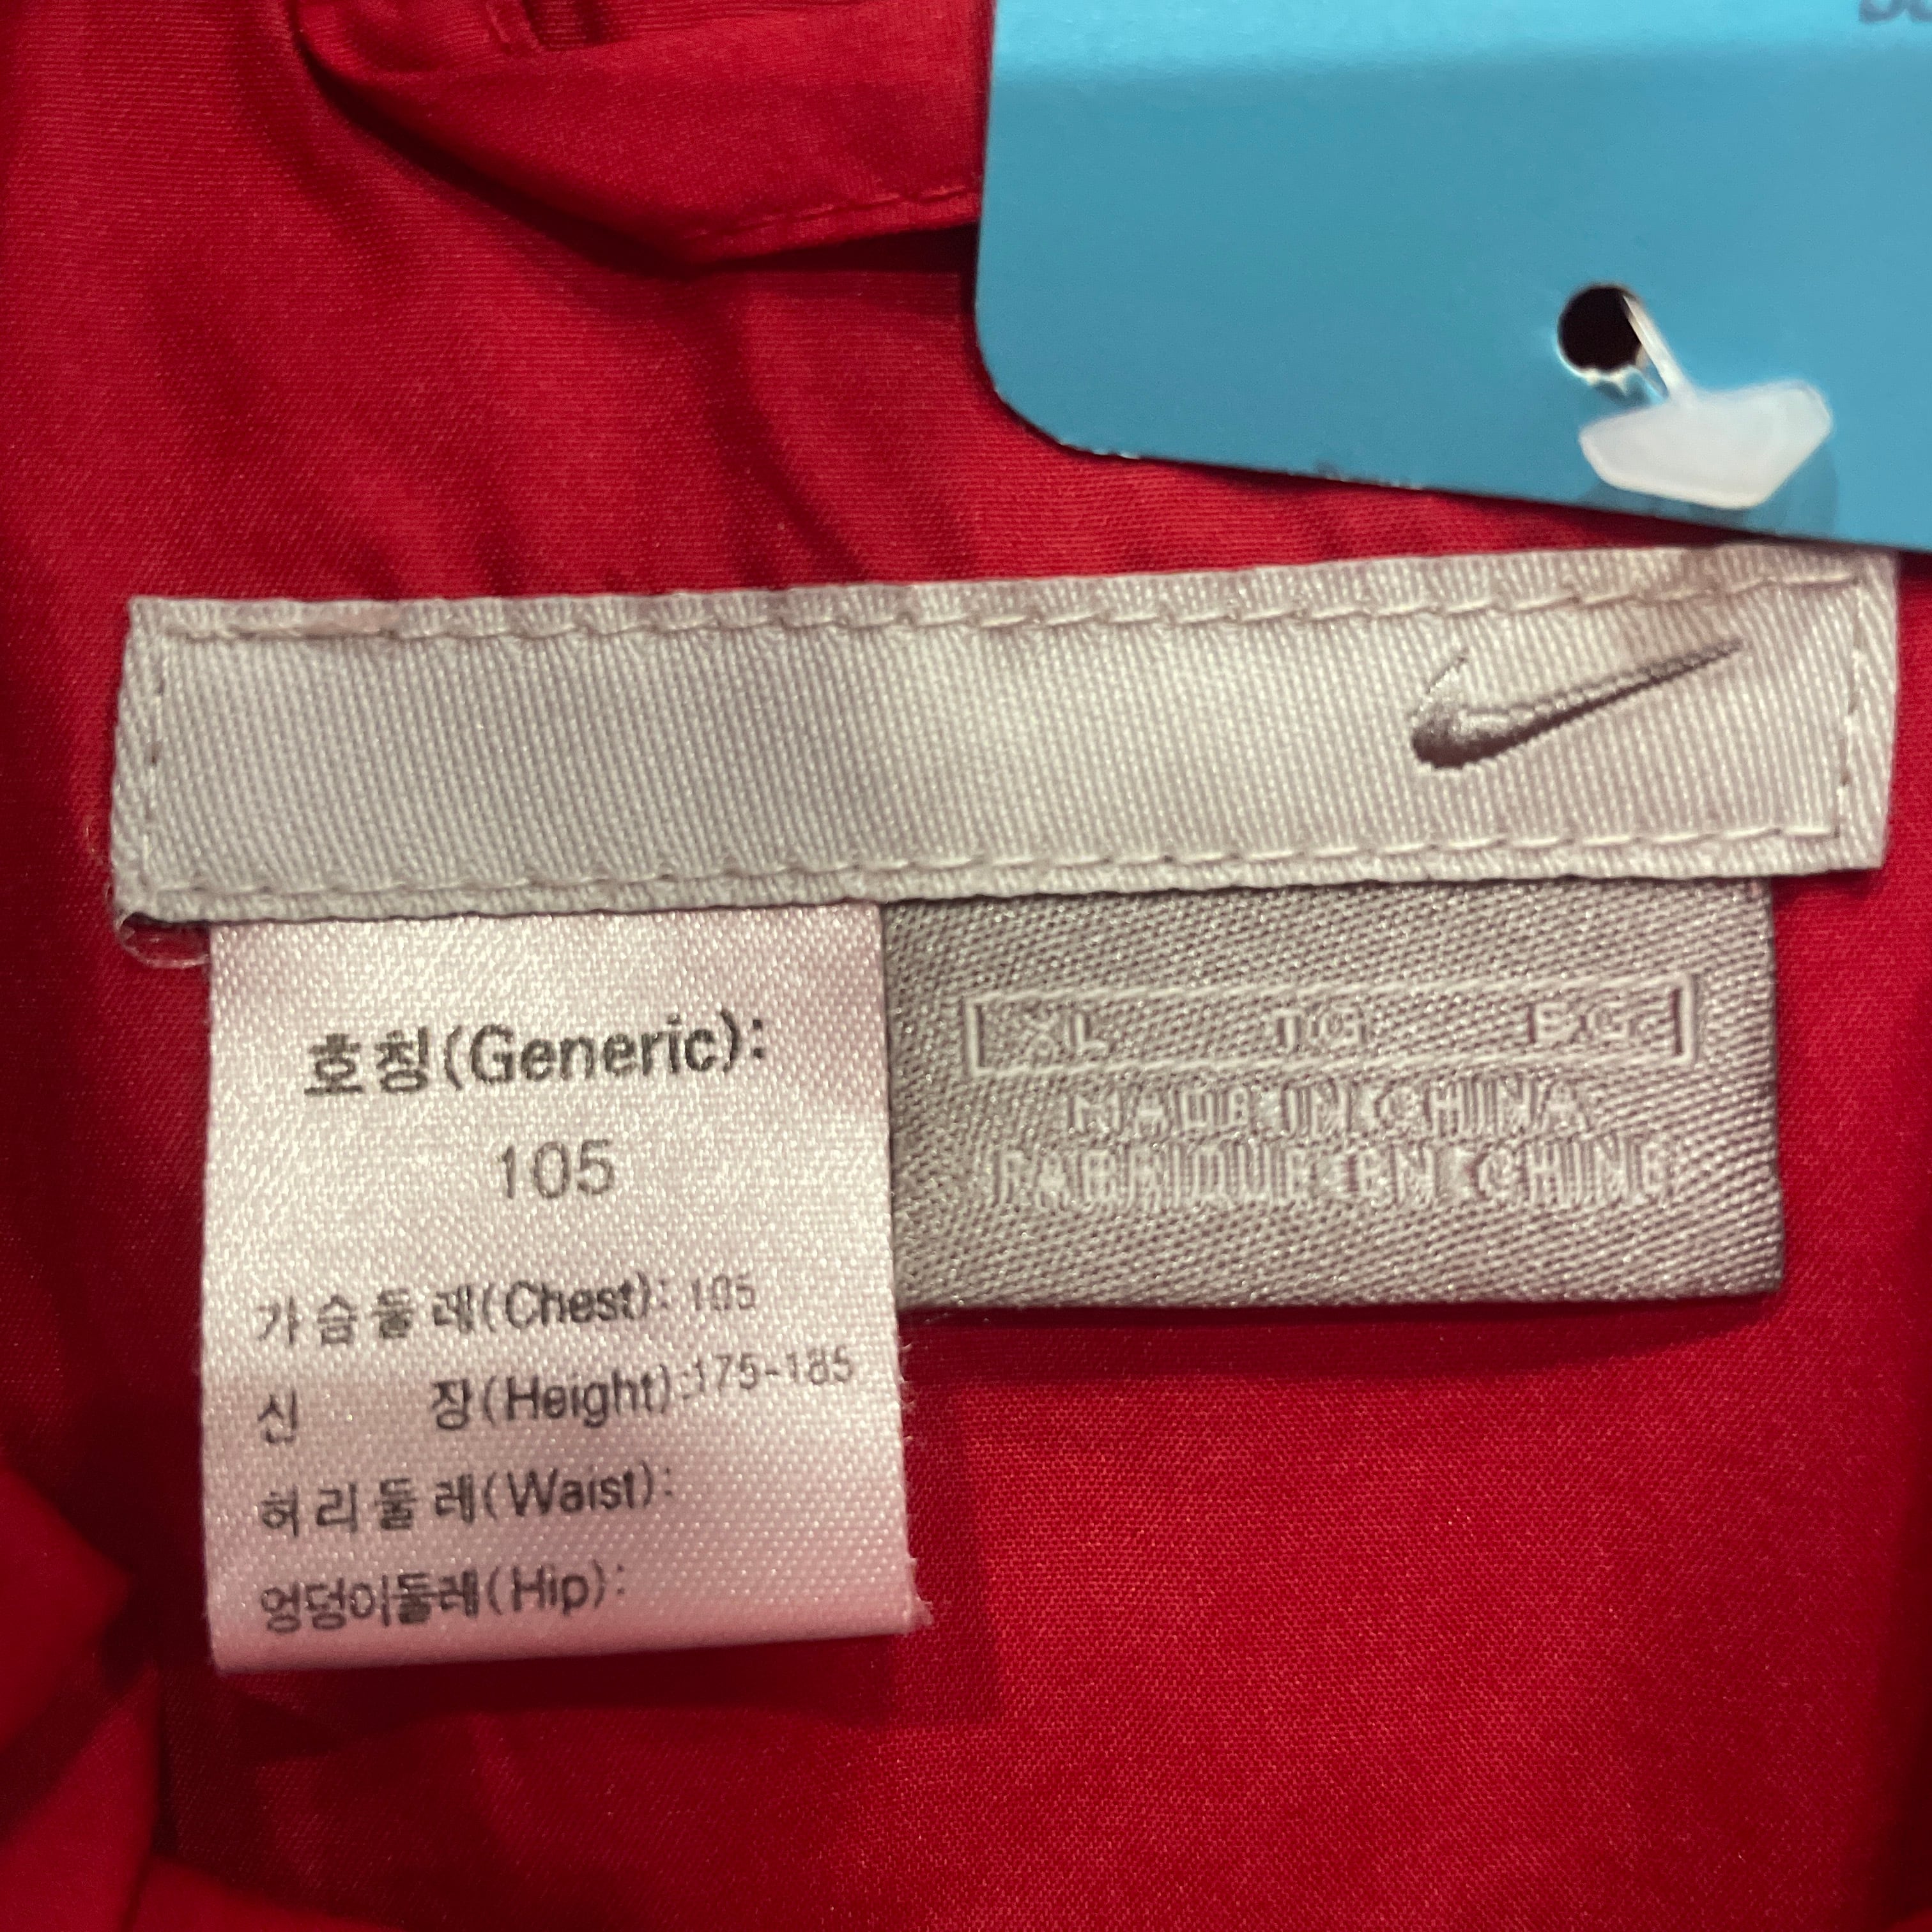 호칭(Generic):
105
가슴둘레(Chest): 105
신 장(Height):175-185
허리둘레(Waist):
엉덩이둘레(Hip):
XL TG EG
MADE IN CHINA
FABRIQUE EN CHINE